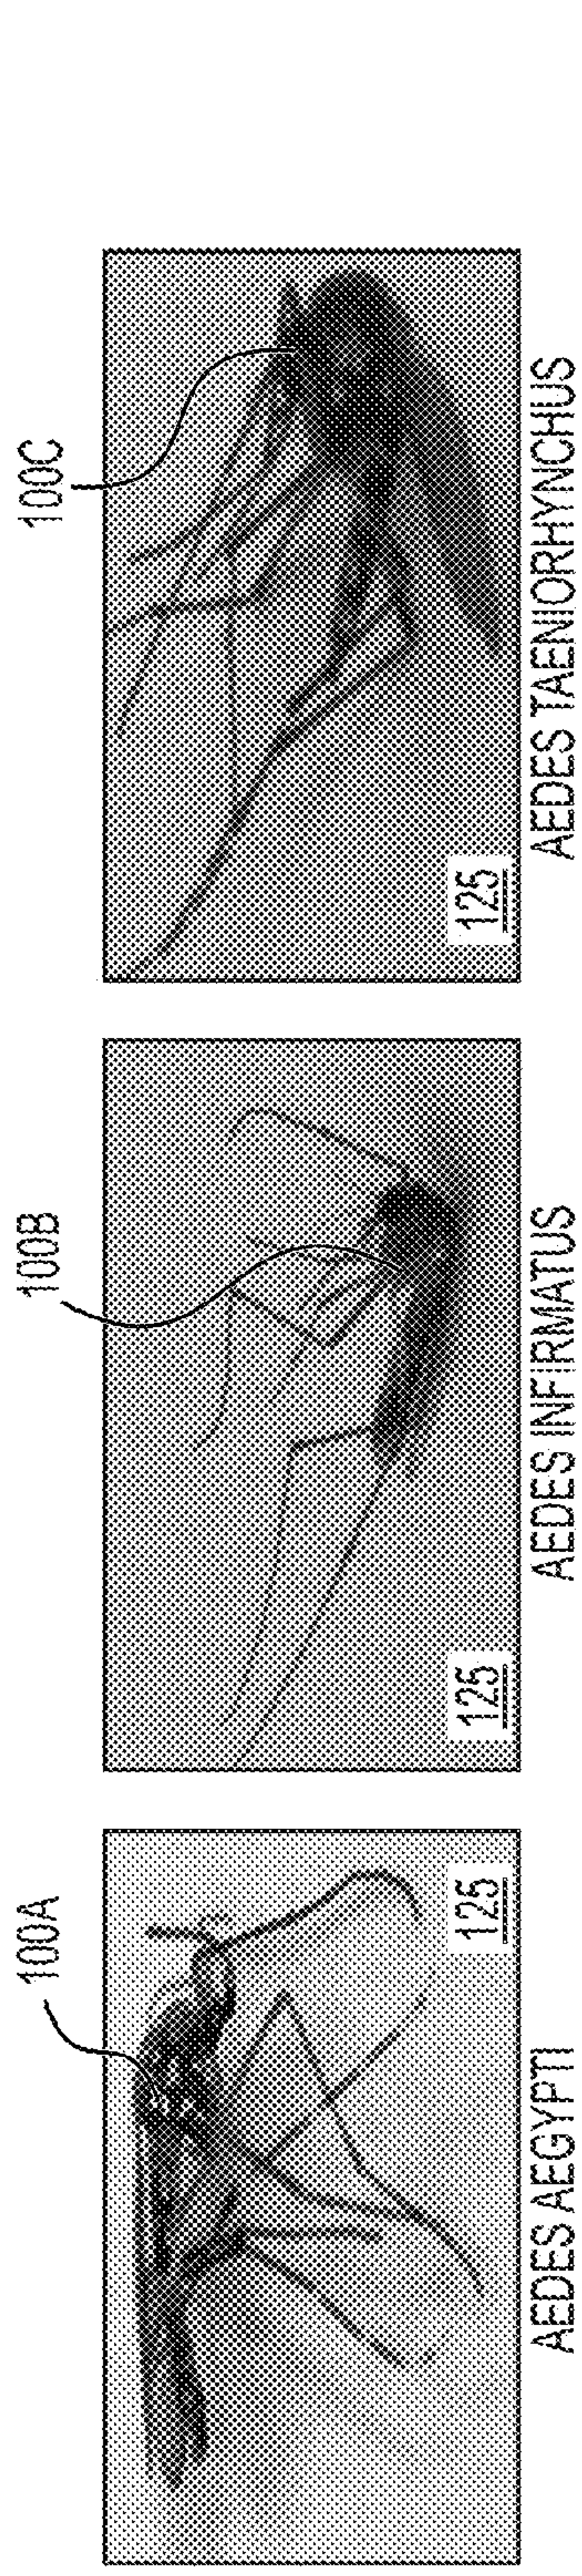 100A
125
AEDES AEGYPTI
100B
125
AEDES INFIRMATUS
100C
125
AEDES TAENIORHYNCHUS